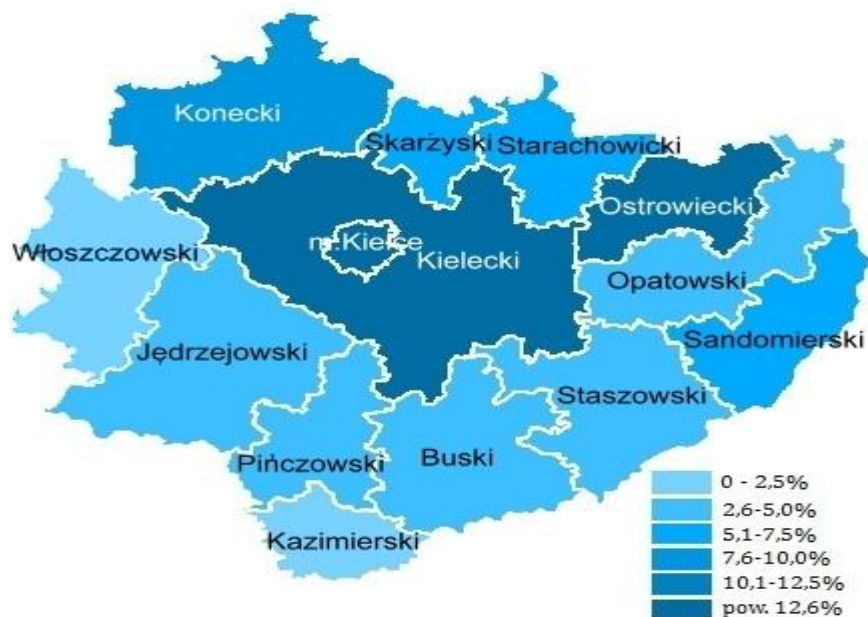 Konecki
Skarżyski
Starachowicki
Ostrowiecki
m.Kielce
Włoszczowski
Kielecki
Opatowski
Sandomierski
Jędrzejowski
Staszowski
Pińczowski
Buski
Kazimierski
0 - 2,5%
2,6-5,0%
5,1-7,5%
7,6-10,0%
10,1-12,5%
pow. 12,6%